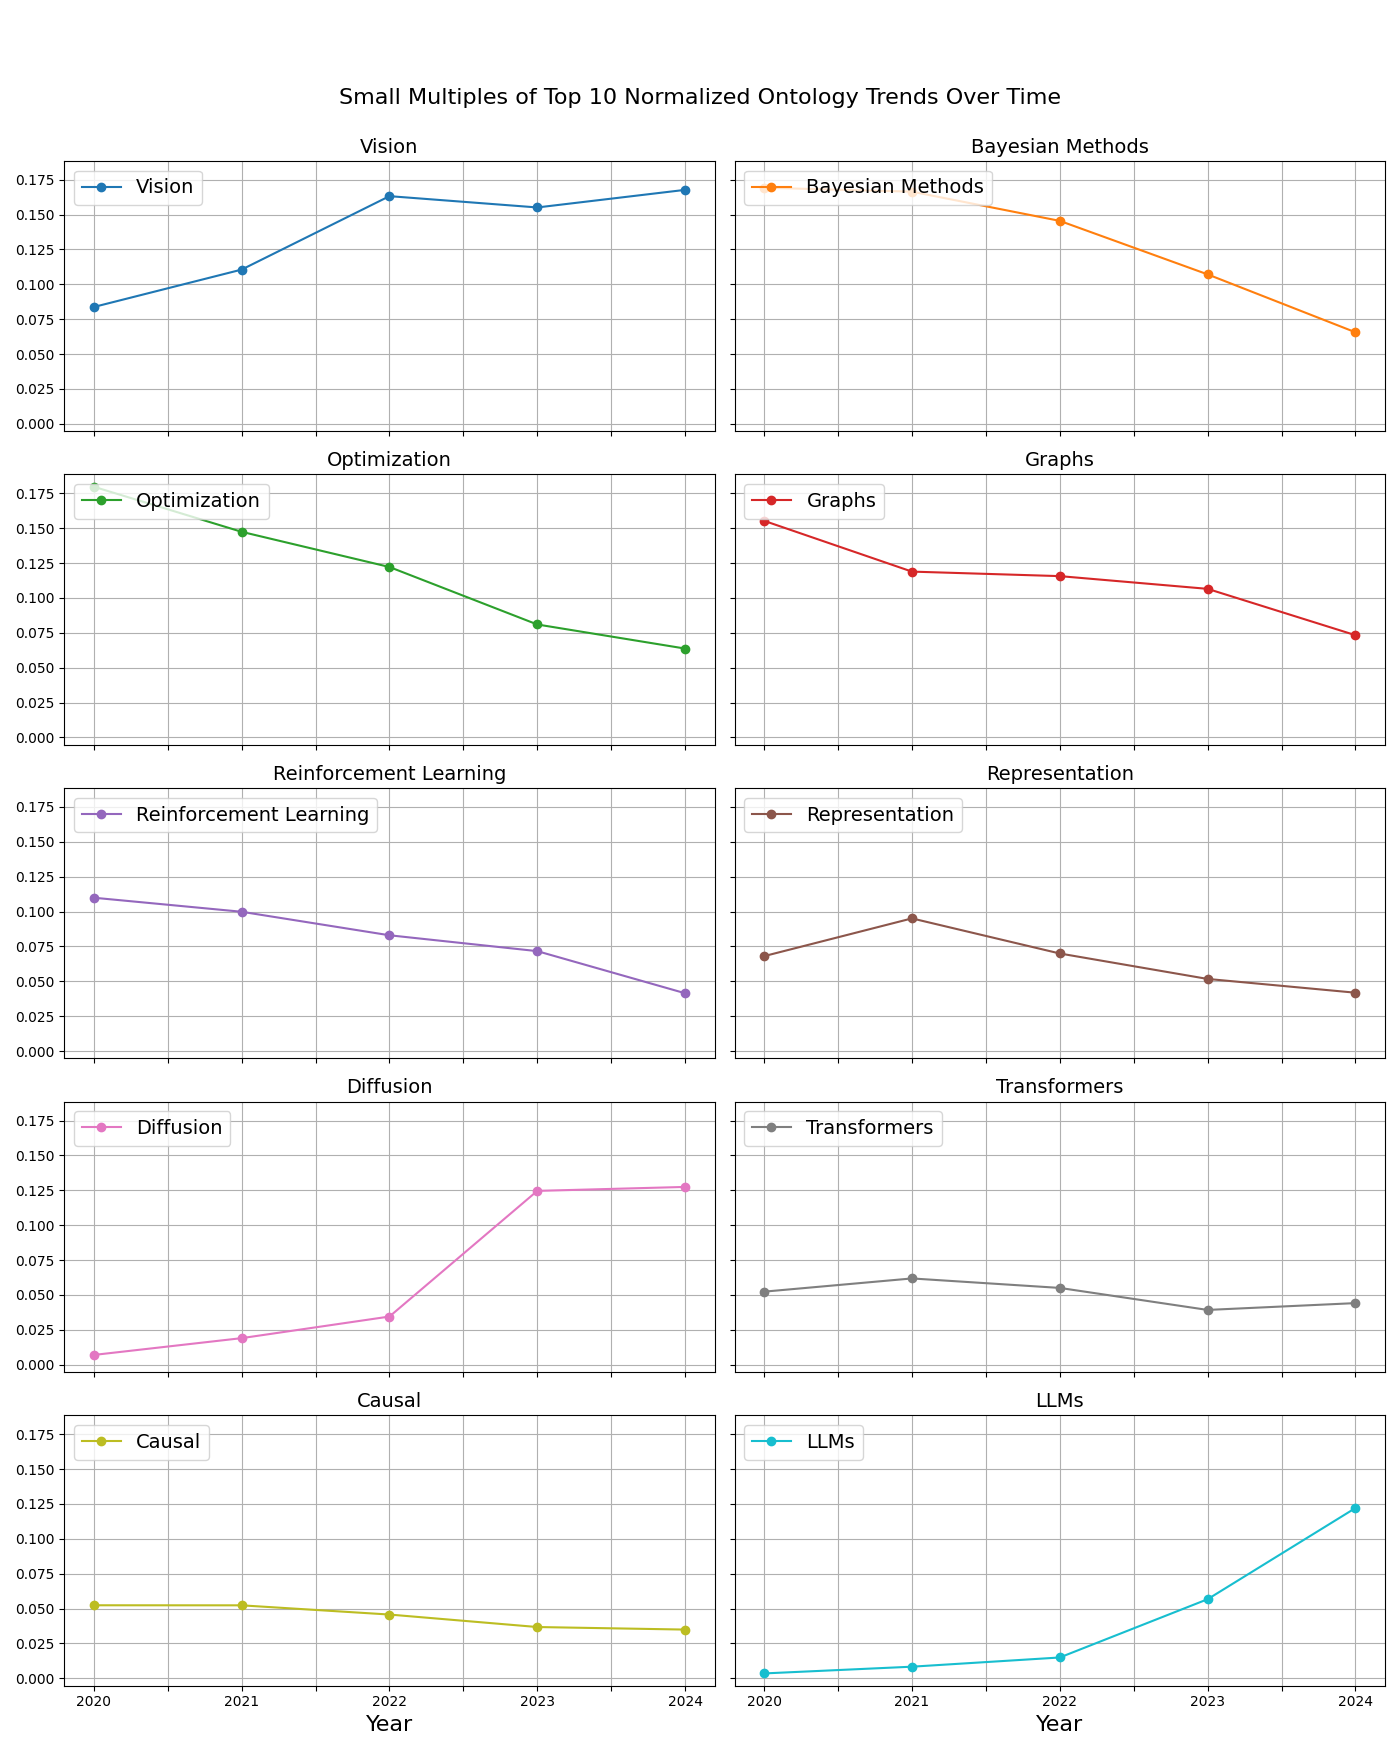 Small Multiples of Top 10 Normalized Ontology Trends Over Time
Vision
Vision
0.175
0.150
0.125
0.100
0.075
0.050
0.025
0.000
Bayesian Methods
Bayesian Methods
Optimization
Optimization
0.175
0.150
0.125
0.100
0.075
0.050
0.025
0.000
Graphs
Graphs
Reinforcement Learning
Reinforcement Learning
0.175
0.150
0.125
0.100
0.075
0.050
0.025
0.000
Representation
Representation
Diffusion
Diffusion
0.175
0.150
0.125
0.100
0.075
0.050
0.025
0.000
Transformers
Transformers
Causal
Causal
0.175
0.150
0.125
0.100
0.075
0.050
0.025
0.000
2020 2021 2022 2023 2024
Year
LLMs
LLMs
2020 2021 2022 2023 2024
Year